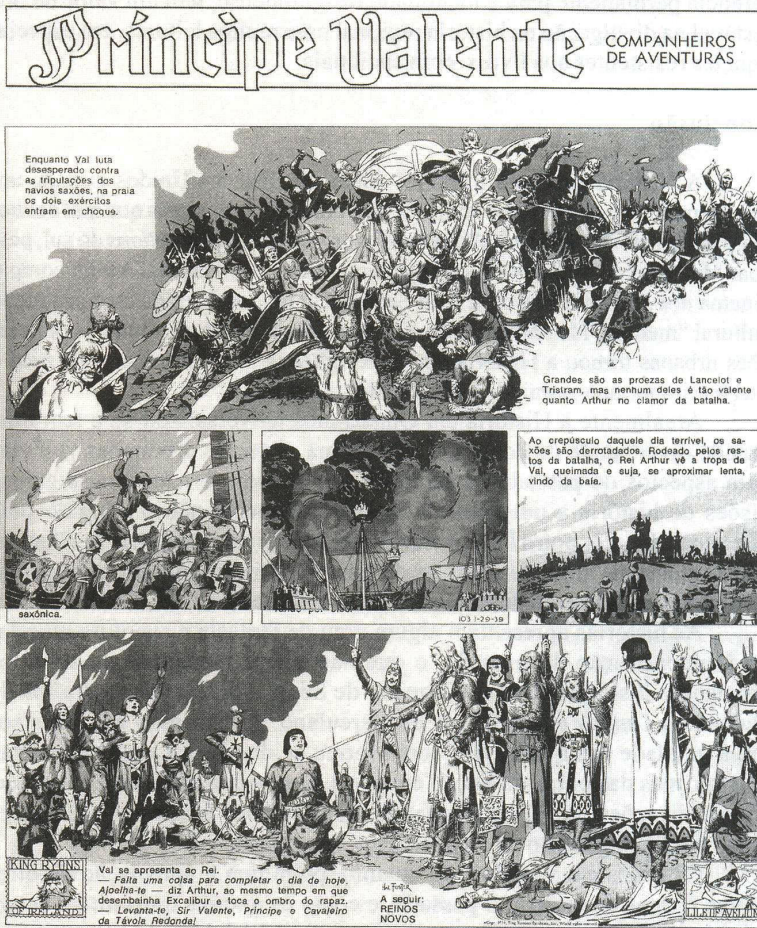 Príncipe Valente
COMPANHEIROS
DE AVENTURAS
Enquanto Val luta
desesperado contra
as tripulações dos
navios saxões, na praia
os dois exércitos
entram em choque.
Grandes são as proezas de Lancelot e
Tristram, mas nenhum deles é tão valente
quanto Arthur no clamor da batalha.
saxônica.
103 1-29-39
Ao crepúsculo daquele dia terrível, os sa-
xões são derrotadados. Rodeado pelos res-
tos da batalha, o Rei Arthur vê a tropa de
Val, queimada e suja, se aproximar lenta,
vindo da baía.
KING RYONS
OF IRELAND
Val se apresenta ao Rei.
— Falta uma coisa para completar o dia de hoje.
Ajoelha-te — diz Arthur, ao mesmo tempo em que
desembainha Excalibur e toca o ombro do rapaz.
— Levanta-te, Sir Valente, Príncipe e Cavaleiro
da Távola Redonda!
Hal Foster
A seguir:
REINOS
NOVOS